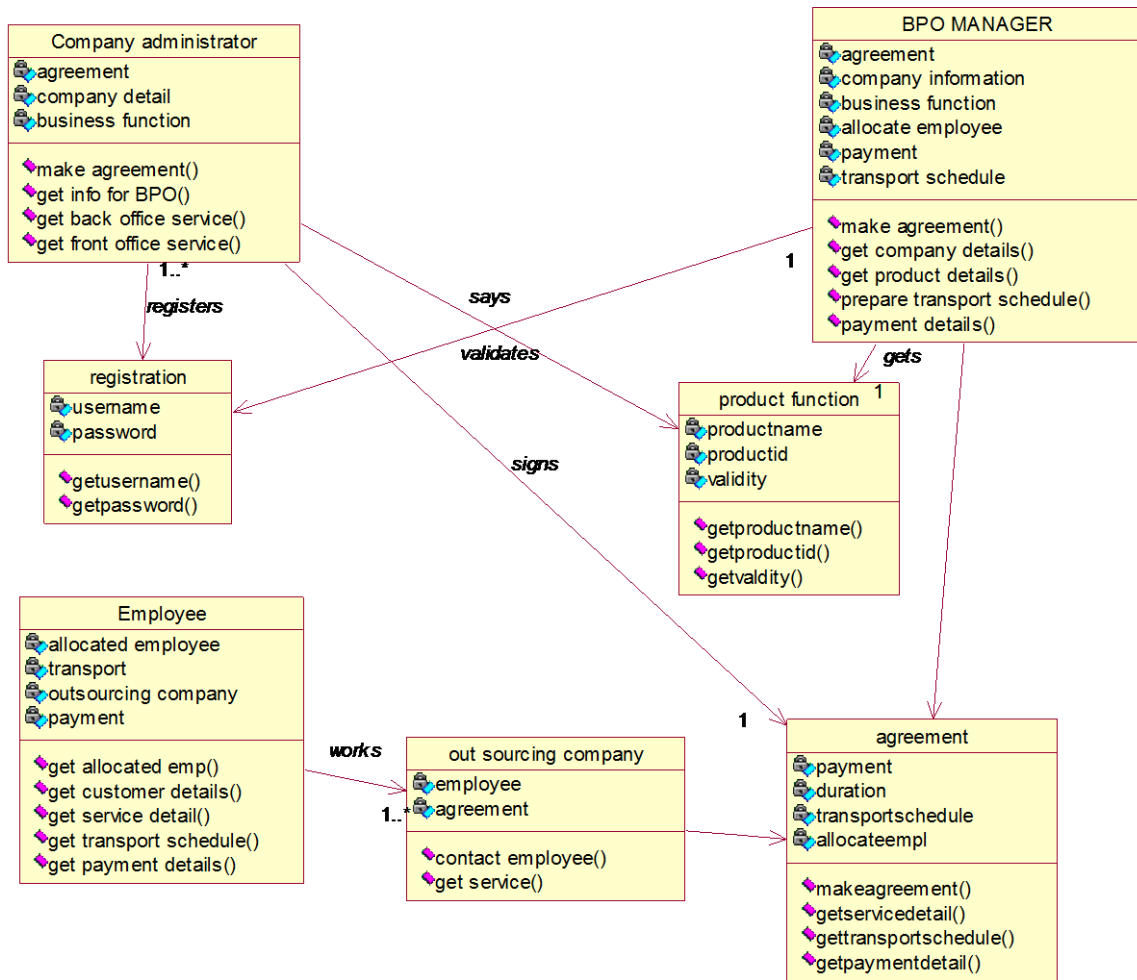 Company administrator
agreement
company detail
business function
make agreement()
get info for BPO()
get back office service()
get front office service()
BPO MANAGER
agreement
company information
business function
allocate employee
payment
transport schedule
make agreement()
get company details()
get product details()
prepare transport schedule()
payment details()
1..*
1
registers
says
validates
gets
registration
username
password
getusername()
getpassword()
product function
1
productname
productid
validity
getproductname()
getproductid()
getvaldity()
signs
Employee
allocated employee
transport
outsourcing company
payment
get allocated emp()
get customer details()
get service detail()
get transport schedule()
get payment details()
works
1..*
out sourcing company
employee
agreement
contact employee()
get service()
1
agreement
payment
duration
transportschedule
allocateempl
makeagreement()
getservicedetail()
gettransportschedule()
getpaymentdetail()